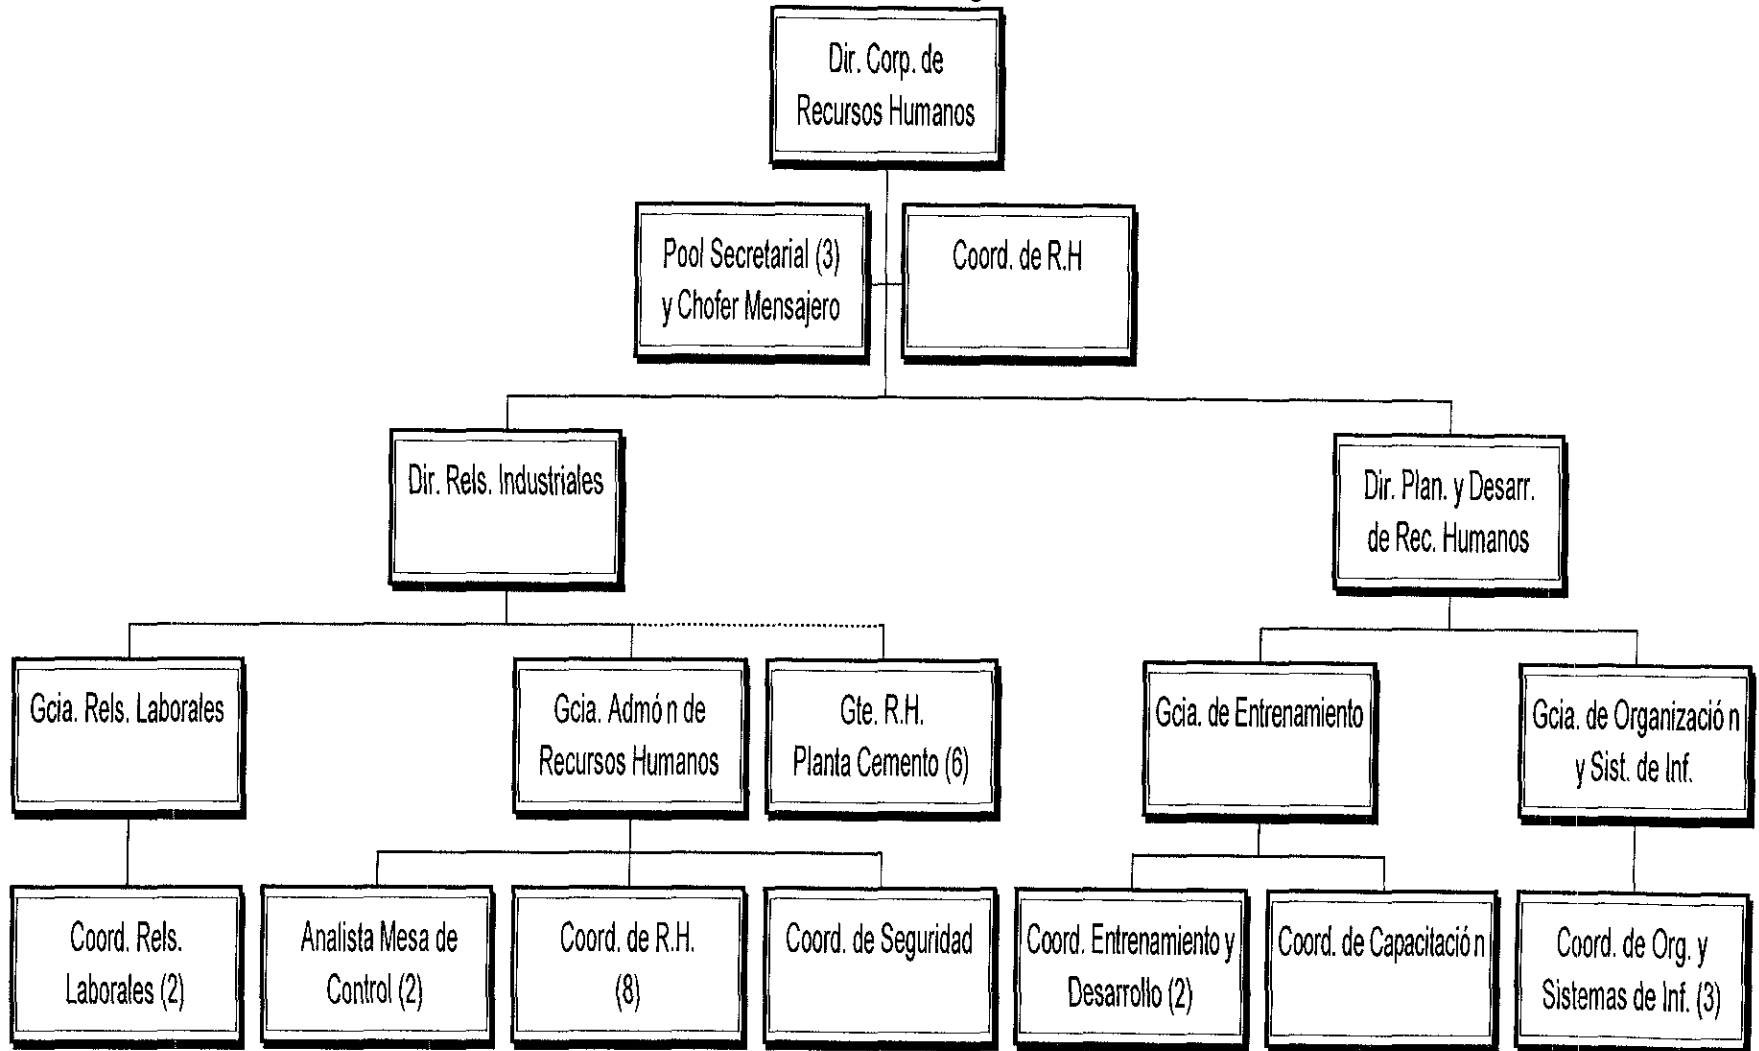 Dir. Corp. de
Recursos Humanos
Pool Secretarial (3)
y Chofer Mensajero
Coord. de R.H
Dir. Rels. Industriales
Dir. Plan. y Desarr.
de Rec. Humanos
Gcia. Rels. Laborales
Gcia. Admón de
Recursos Humanos
Gte. R.H.
Planta Cemento (6)
Gcia. de Entrenamiento
Gcia. de Organización
y Sist. de Inf.
Coord. Rels.
Laborales (2)
Analista Mesa de
Control (2)
Coord. de R.H.
(8)
Coord. de Seguridad
Coord. Entrenamiento y
Desarrollo (2)
Coord. de Capacitación
Coord. de Org. y
Sistemas de Inf. (3)